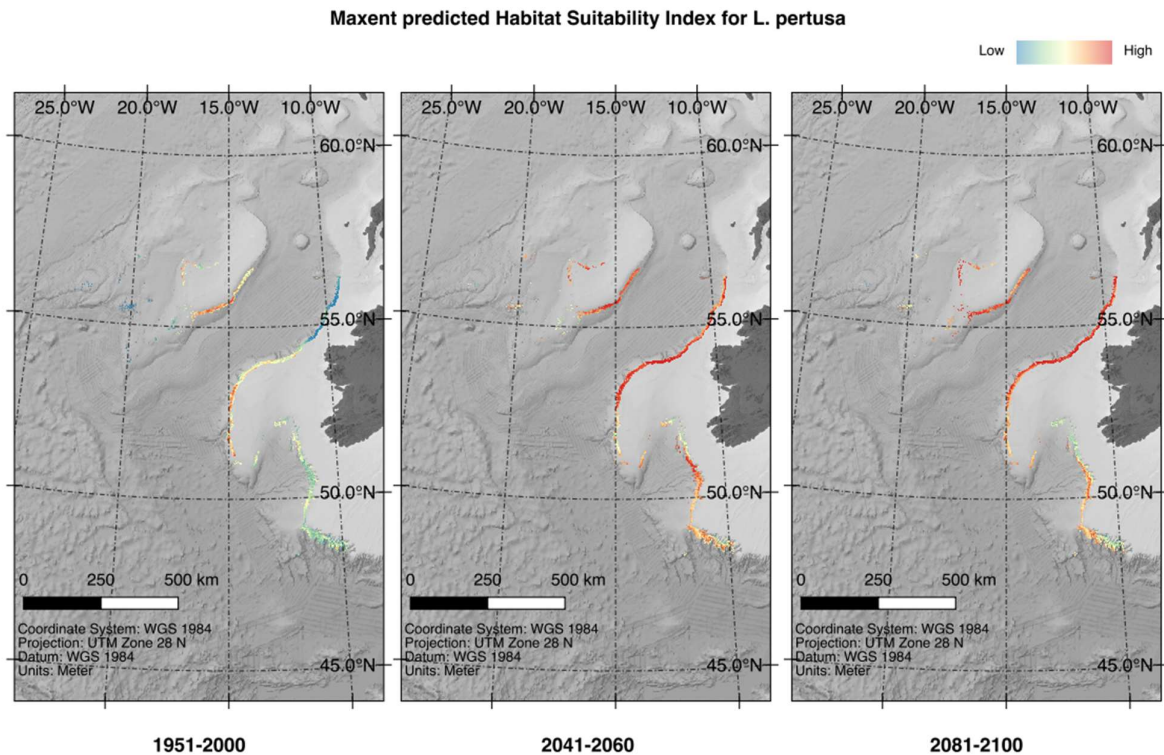 Maxent predicted Habitat Suitability Index for L. pertusa
Low High
25.0°W 20.0°W 15.0°W 10.0°W
60.0°N
55.0°N
50.0°N
45.0°N
0 250 500 km
Coordinate System: WGS 1984
Projection: UTM Zone 28 N
Datum: WGS 1984
Units: Meter
1951-2000
25.0°W 20.0°W 15.0°W 10.0°W
60.0°N
55.0°N
50.0°N
45.0°N
0 250 500 km
Coordinate System: WGS 1984
Projection: UTM Zone 28 N
Datum: WGS 1984
Units: Meter
2041-2060
25.0°W 20.0°W 15.0°W 10.0°W
60.0°N
55.0°N
50.0°N
45.0°N
0 250 500 km
Coordinate System: WGS 1984
Projection: UTM Zone 28 N
Datum: WGS 1984
Units: Meter
2081-2100